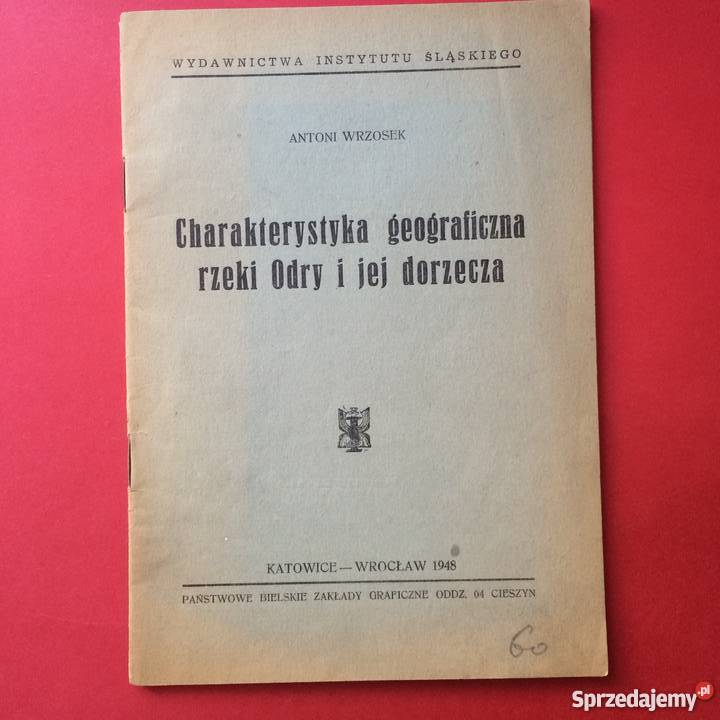 WYDAWNICTWA INSTYTUTU ŚLĄSKIEGO
ANTONI WRZOSEK
Charakterystyka geograficzna
rzeki Odry i jej dorzecza
KATOWICE—WROCŁAW 1948
PAŃSTWOWE BIELSKIE ZAKŁADY GRAFICZNE ODDZ. 04 CIESZYN
60
Sprzedajemy.pl